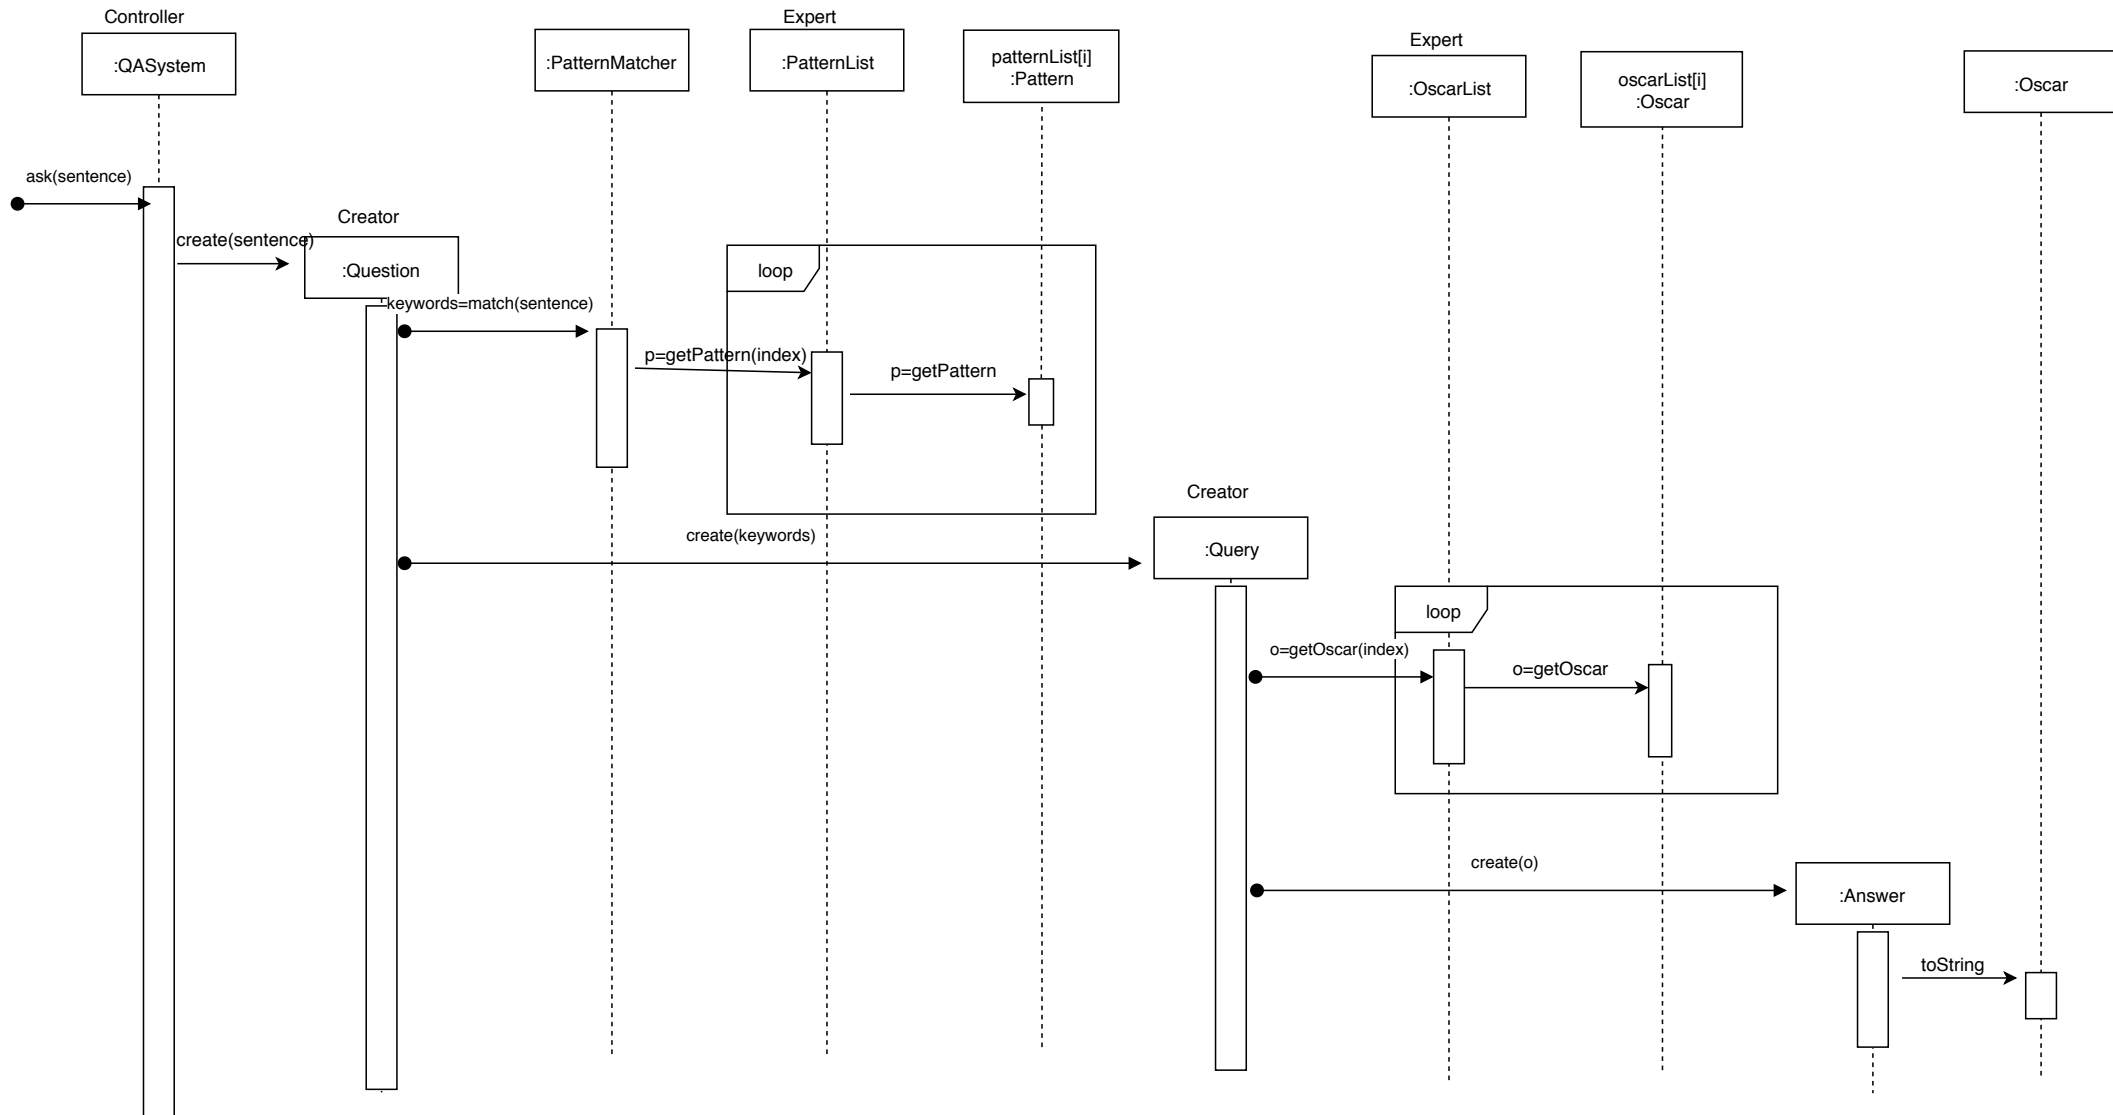 Controller
Expert
:QASystem
:PatternMatcher
:PatternList
patternList[i]
:Pattern
Expert
:OscarList
oscarList[i]
:Oscar
:Oscar
ask(sentence)
Creator
create(sentence)
:Question
keywords=match(sentence)
loop
p=getPattern(index)
p=getPattern
Creator
create(keywords)
:Query
loop
o=getOscar(index)
o=getOscar
create(o)
:Answer
toString